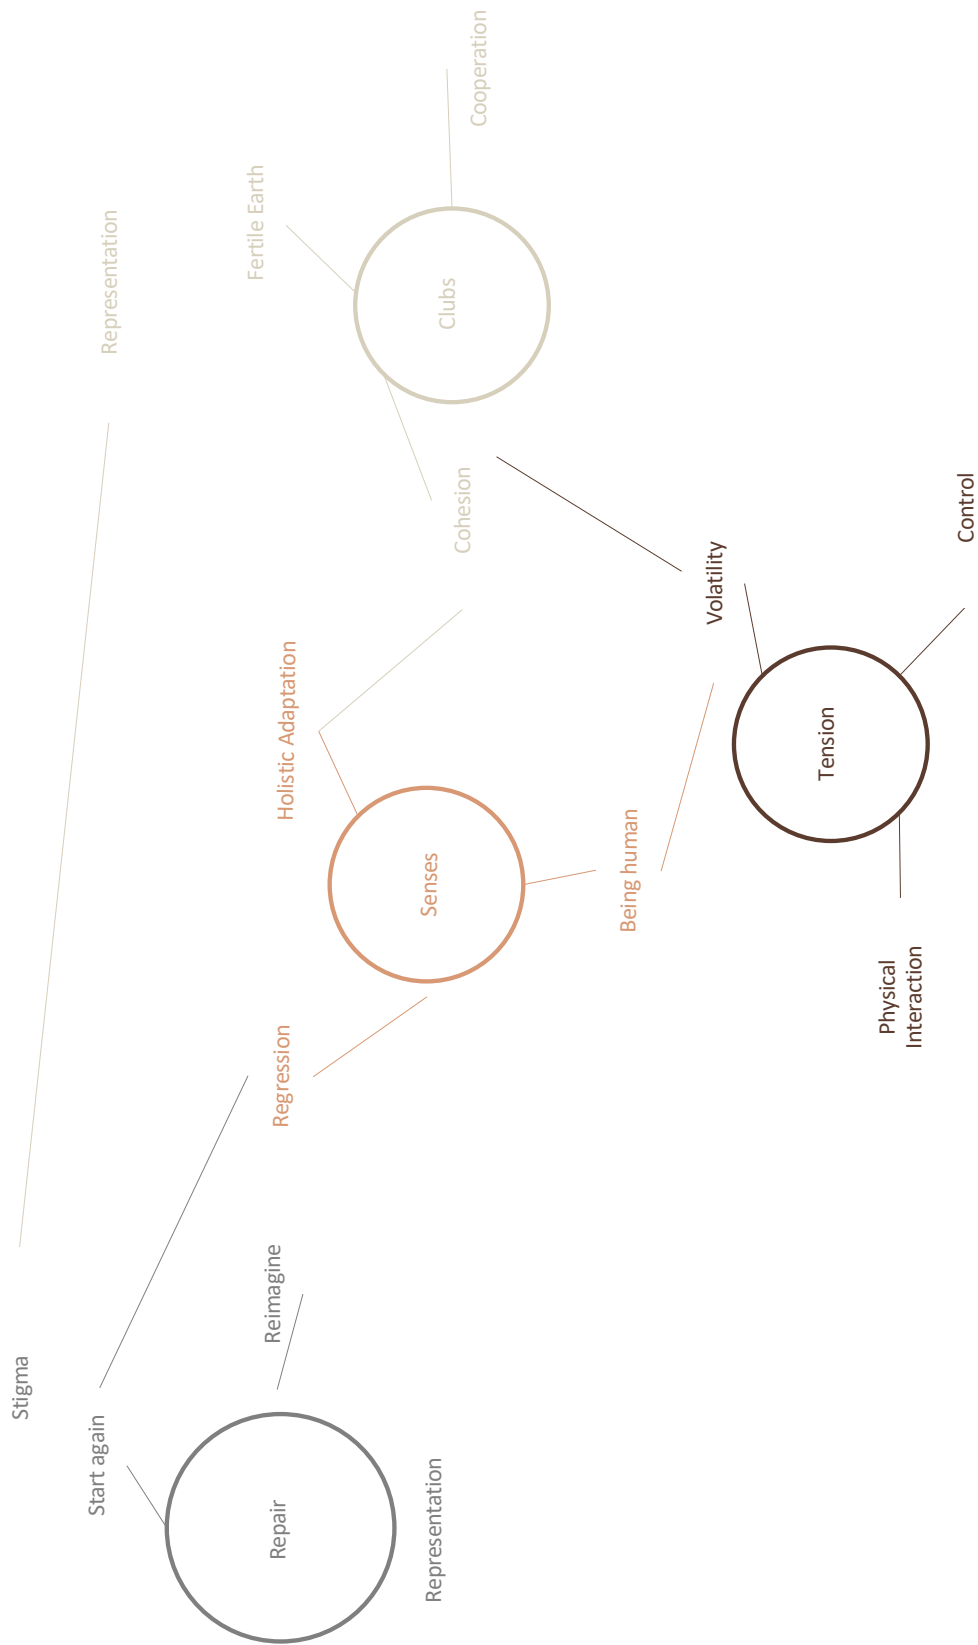 Stigma
Start again
Repair
Reimagine
Representation
Regression
Senses
Holistic Adaptation
Being human
Physical
Interaction
Tension
Volatility
Control
Cohesion
Clubs
Fertile Earth
Cooperation
Representation